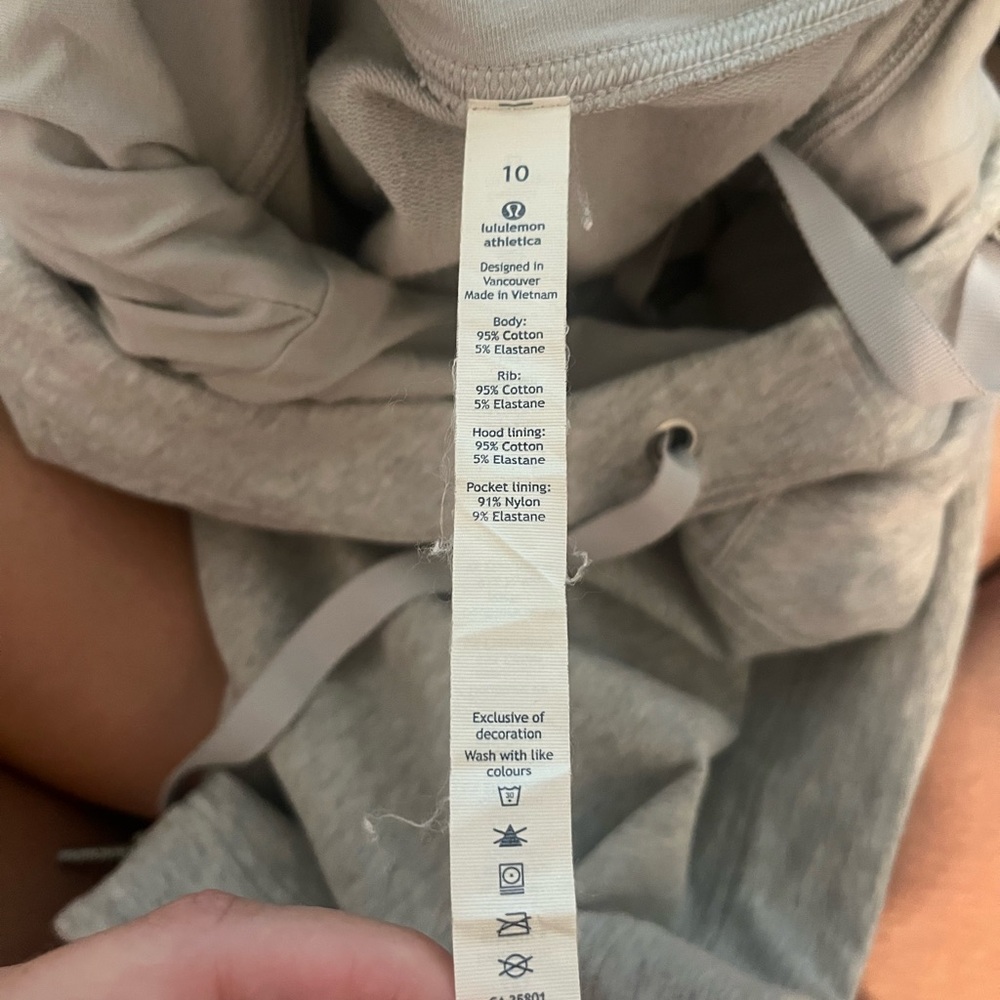 10
lululemon
athletica
Designed in
Vancouver
Made in Vietnam
Body:
95% Cotton
5% Elastane
Rib:
95% Cotton
5% Elastane
Hood lining:
95% Cotton
5% Elastane
Pocket lining:
91% Nylon
9% Elastane
Exclusive of
decoration
Wash with like
colours
30